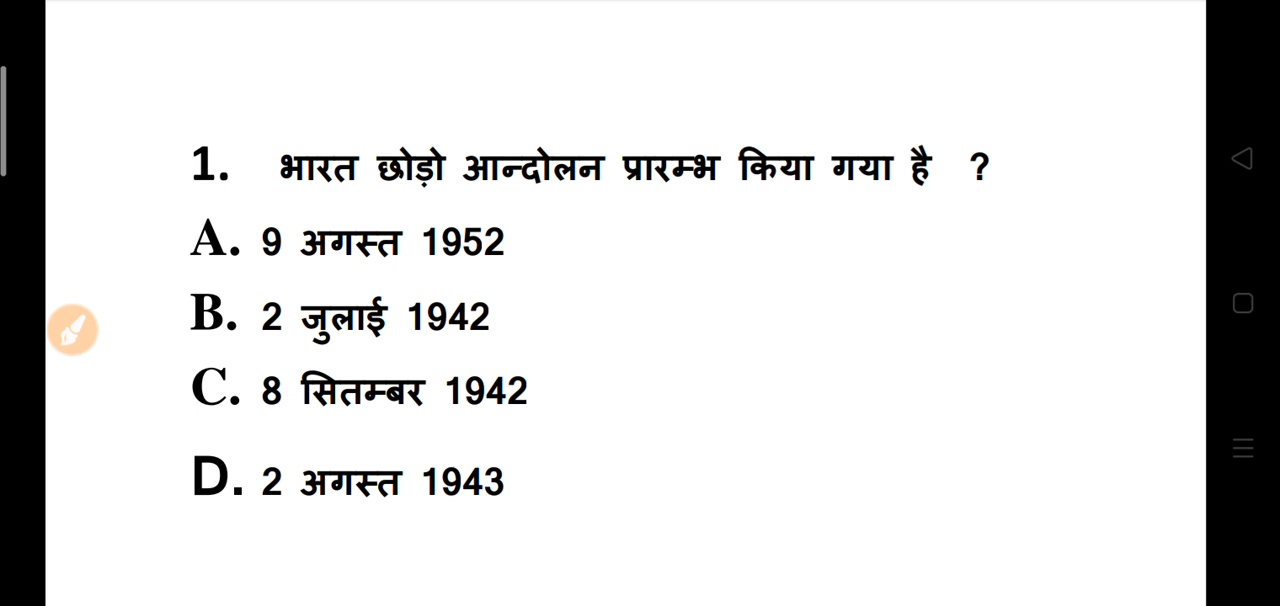 1. भारत छोड़ो आन्दोलन प्रारम्भ किया गया है ?
A. 9 अगस्त 1952
B. 2 जुलाई 1942
C. 8 सितम्बर 1942
D. 2 अगस्त 1943